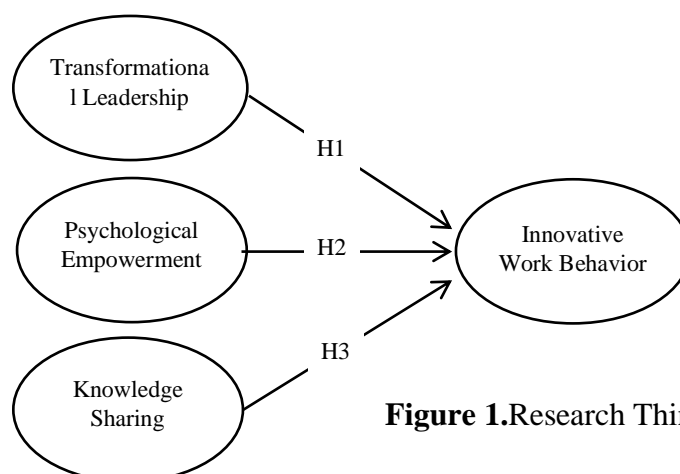 Transformationa
l Leadership
H1
Psychological
Empowerment
H2
Innovative
Work Behavior
H3
Knowledge
Sharing
Figure 1.Research Thi